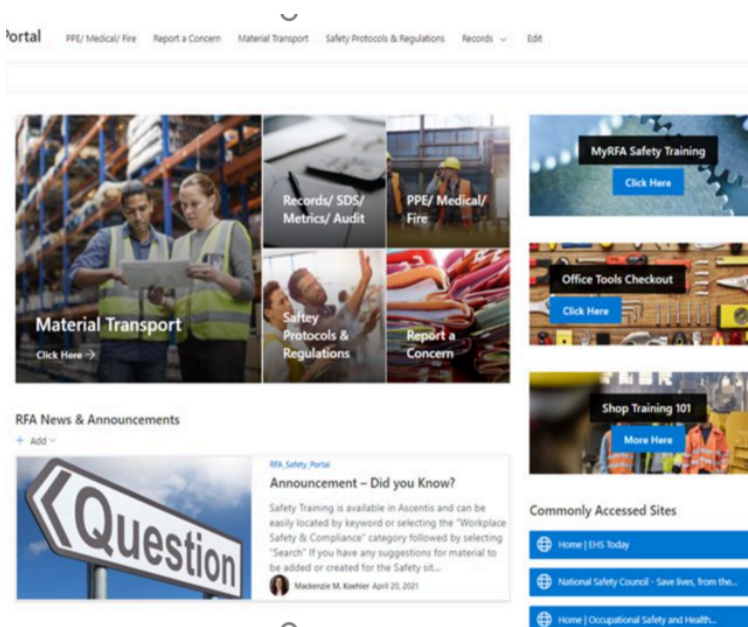 Portal
PPE/ Medical/ Fire
Report a Concern
Material Transport
Safety Protocols & Regulations
Records
Edit
Material Transport
Click Here →
Records/ SDS/
Metrics/ Audit
PPE/ Medical/
Fire
Saftey
Protocols &
Regulations
Report a
Concern
MyRFA Safety Training
Click Here
Office Tools Checkout
Click Here
Shop Training 101
More Here
RFA News & Announcements
+ Add
Question
RFA_Safety_Portal
Announcement – Did you Know?
Safety Training is available in Ascentis and can be
easily located by keyword or selecting the "Workplace
Safety & Compliance" category followed by selecting
"Search" If you have any suggestions for material to
be added or created for the Safety sit...
Mackenzie M. Koehler April 20, 2021
Commonly Accessed Sites
Home | EHS Today
National Safety Council - Save lives, from the...
Home | Occupational Safety and Health...